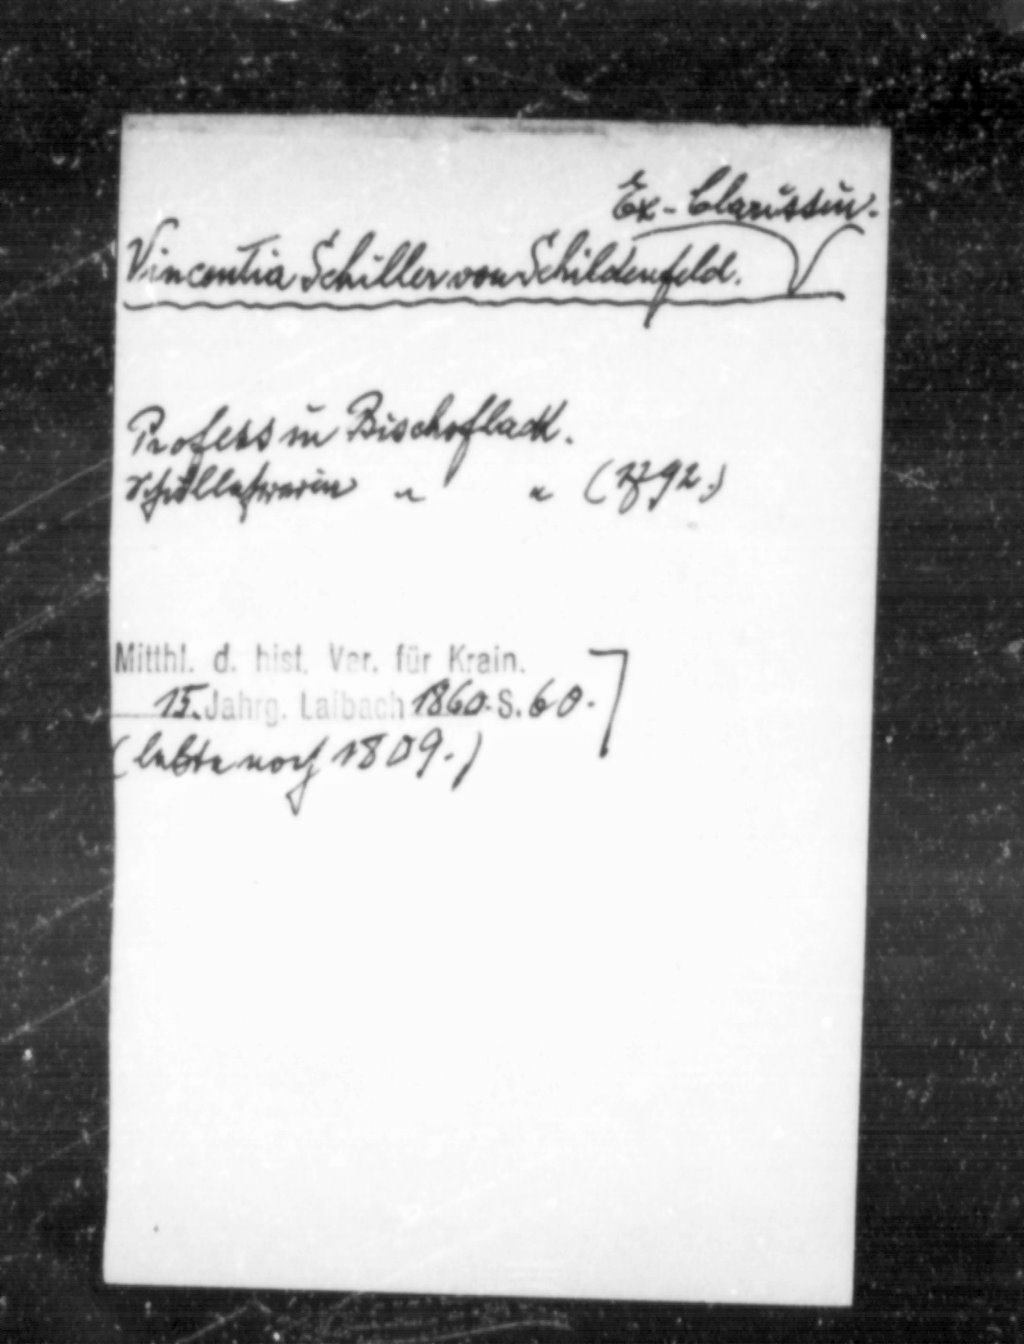 Ex-Clarissin.
Vincentia Schiller von Schildenfeld.
Profess in Bischoflack.
Schullehrerin " " (1792.)
Mitthl. d. hist. Ver. für Krain.
15. Jahrg. Laibach 1860. S. 60.
(lebte noch 1809.)